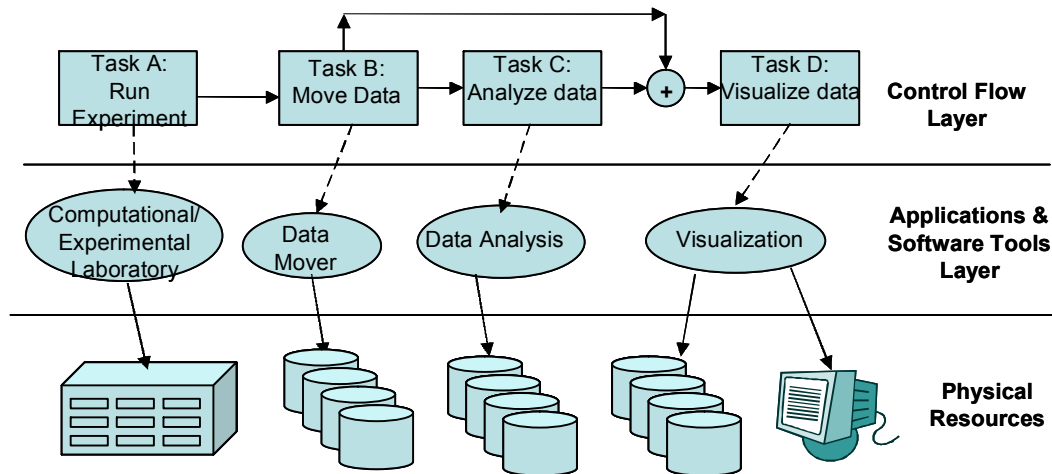 Task A:
Run
Experiment
Task B:
Move Data
Task C:
Analyze data
+
Task D:
Visualize data
Control Flow
Layer
Computational/
Experimental
Laboratory
Data
Mover
Data Analysis
Visualization
Applications &
Software Tools
Layer
Physical
Resources